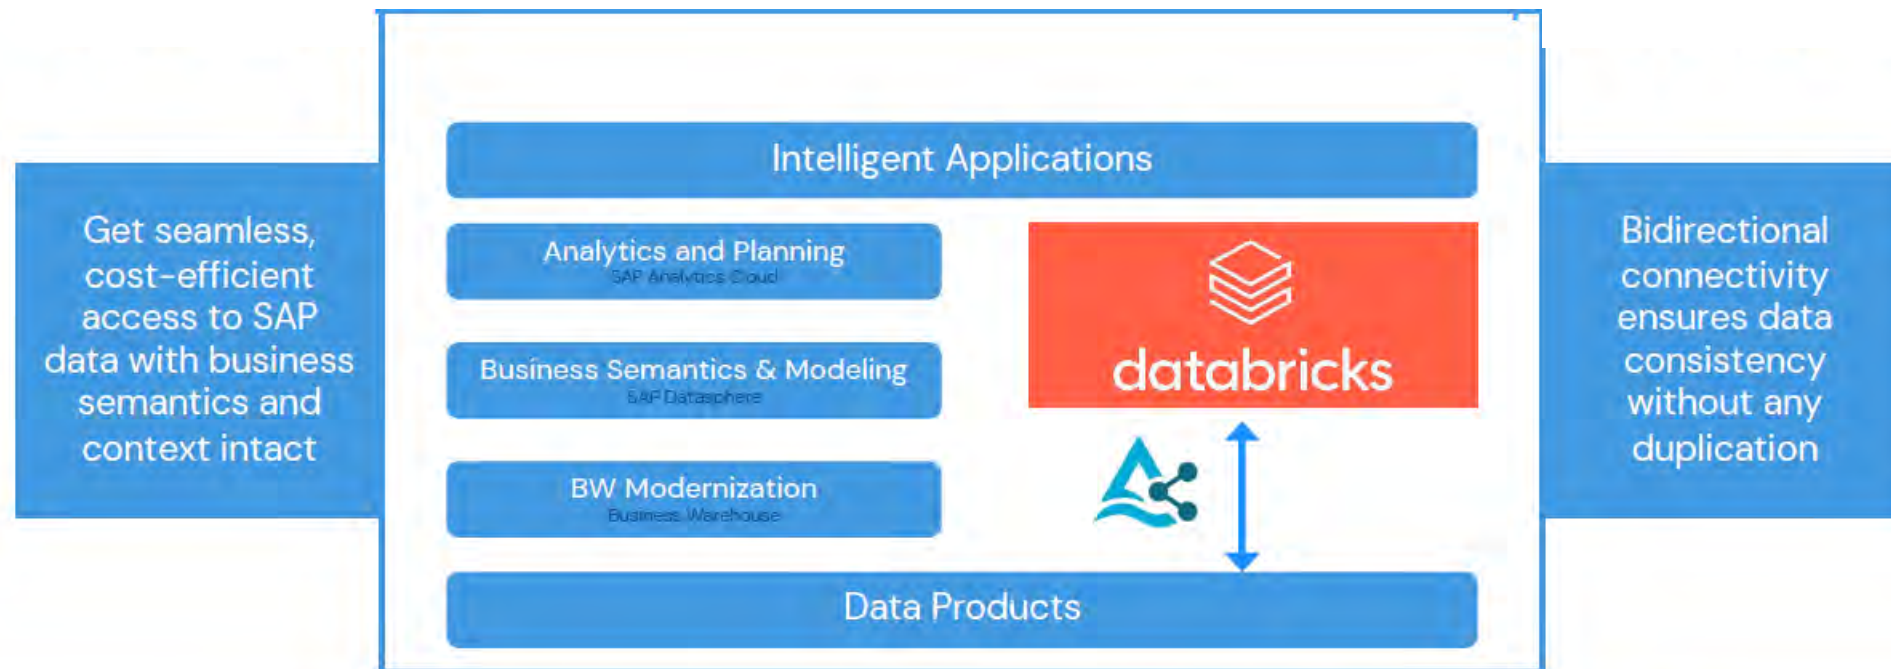 Get seamless,
cost-efficient
access to SAP
data with business
semantics and
context intact
Intelligent Applications
Analytics and Planning
SAP Analytics Cloud
Business Semantics & Modeling
SAP Datasphere
BW Modernization
Business Warehouse
databricks
Data Products
Bidirectional
connectivity
ensures data
consistency
without any
duplication